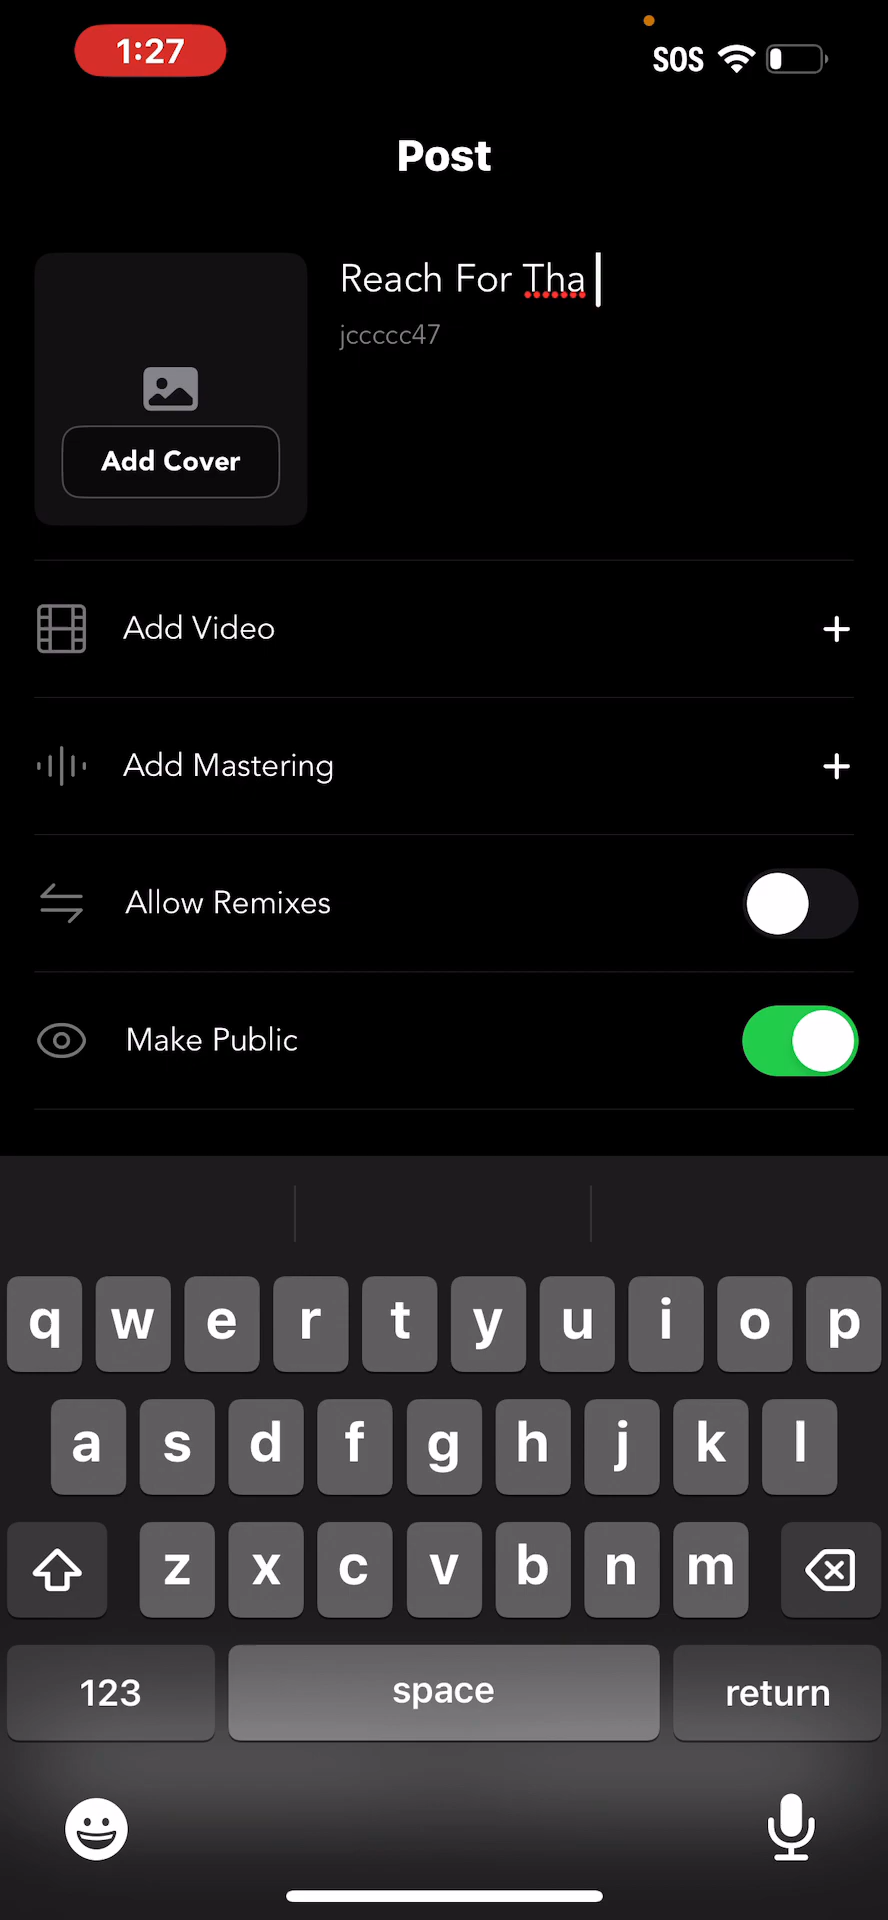 1:27
SOS
Post
Reach For Tha
jccccc47
Add Cover
Add Video
Add Mastering
Allow Remixes
Make Public
q w e r t y u i o p
a s d f g h j k l
z x c v b n m
123 space return